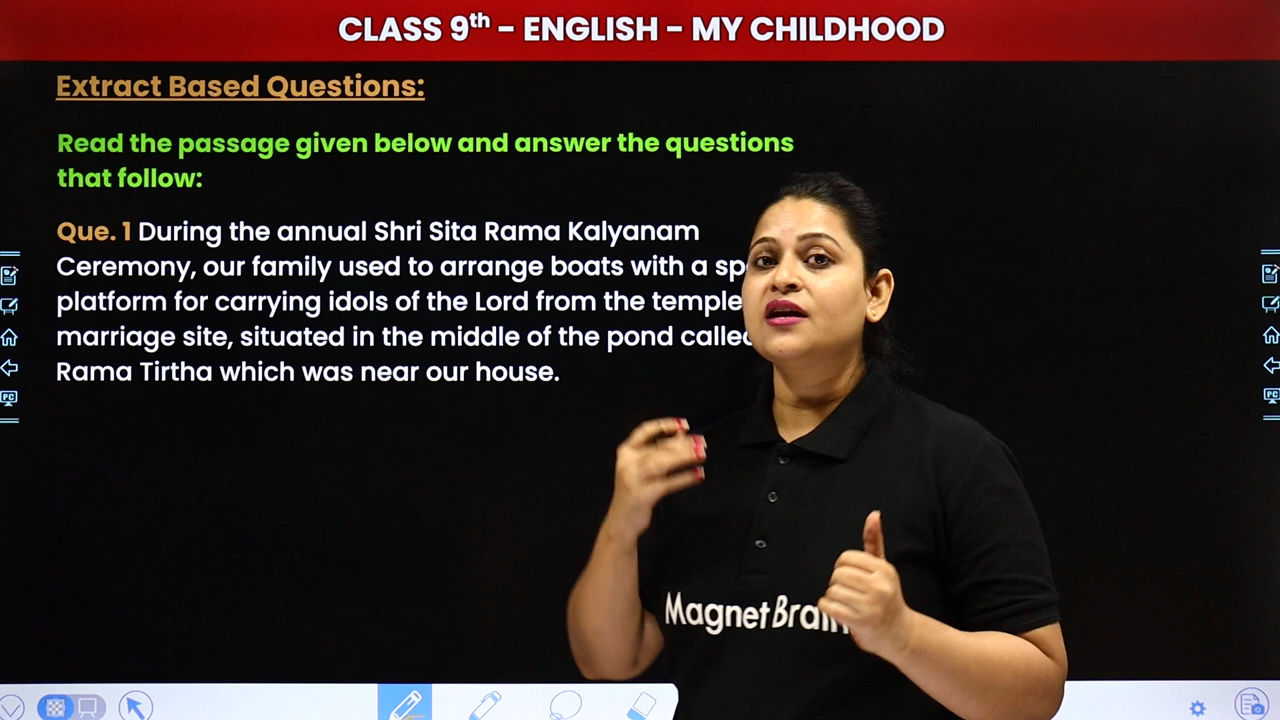 CLASS 9th - ENGLISH - MY CHILDHOOD
Extract Based Questions:
Read the passage given below and answer the questions
that follow:
Que. 1 During the annual Shri Sita Rama Kalyanam
Ceremony, our family used to arrange boats with a
platform for carrying idols of the Lord from the temple
marriage site, situated in the middle of the pond
Rama Tirtha which was near our house.
PC
PC
Magnet